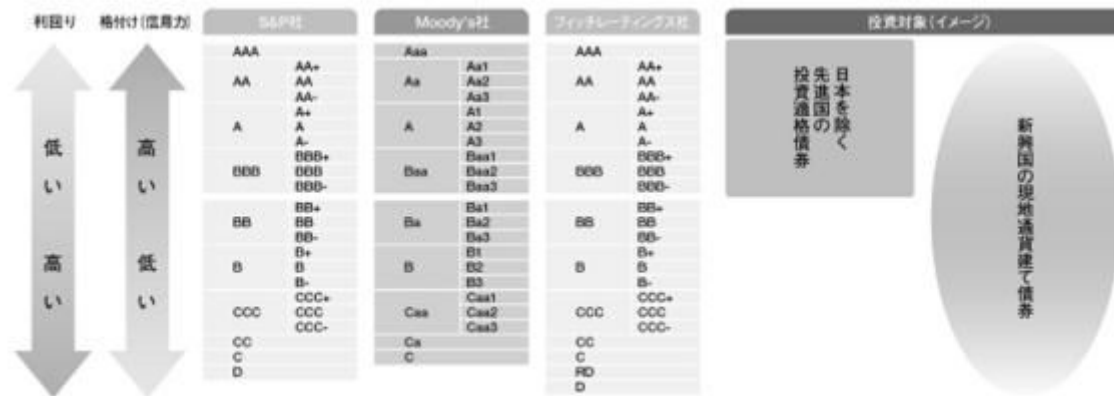 利回り 格付け(信用力) S&P社 Moody's社 フィッチレーティングス社 投資対象(イメージ)
低い
高い
高い
低い
AAA
AA AA+
AA
AA-
A A+
A
A-
BBB BBB+
BBB
BBB-
BB BB+
BB
BB-
B B+
B
B-
CCC CCC+
CCC
CCC-
CC
C
D
Aaa
Aa Aa1
Aa2
Aa3
A A1
A2
A3
Baa Baa1
Baa2
Baa3
Ba Ba1
Ba2
Ba3
B B1
B2
B3
Caa Caa1
Caa2
Caa3
Ca
C
AAA
AA AA+
AA
AA-
A A+
A
A-
BBB BBB+
BBB
BBB-
BB BB+
BB
BB-
B B+
B
B-
CCC CCC+
CCC
CCC-
CC
C
RD
D
日本を除く
先進国の
投資適格債券
新興国の現地通貨建て債券